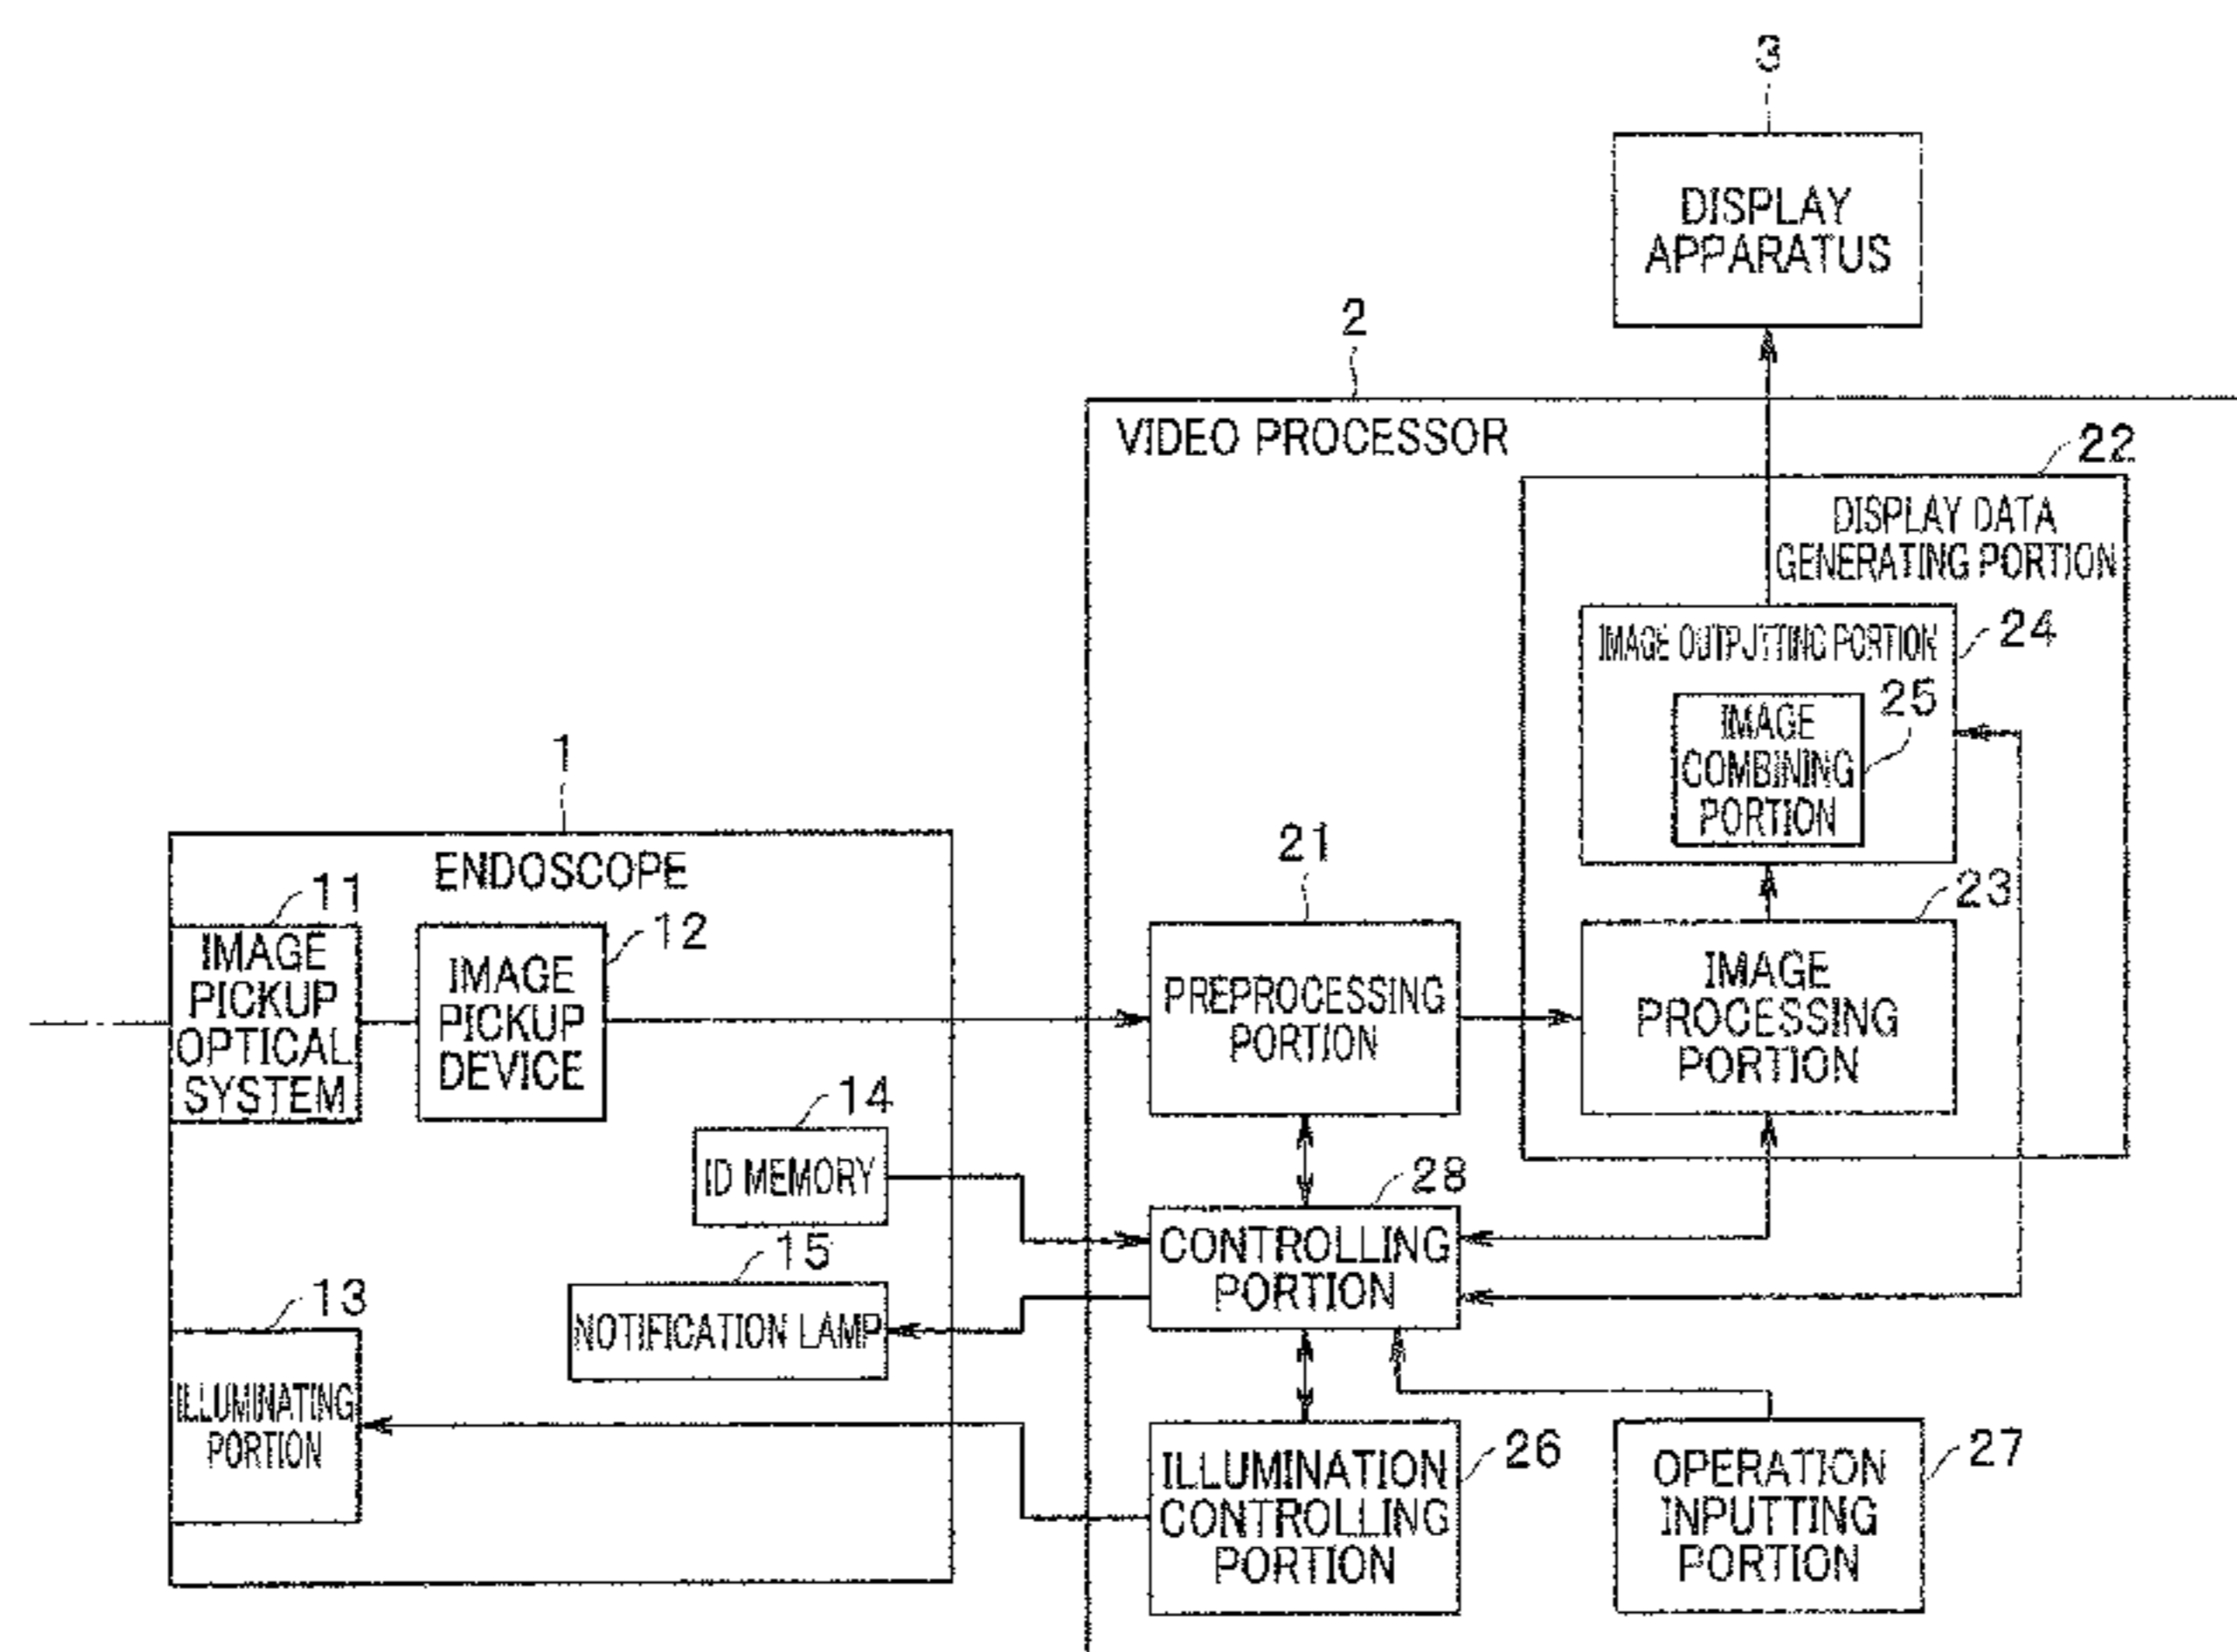 3
DISPLAY
APPARATUS
2
VIDEO PROCESSOR
22
DISPLAY DATA
GENERATING PORTION
IMAGE OUTPUTTING PORTION
24
25
IMAGE
COMBINING
PORTION
1
ENDOSCOPE
11
IMAGE
PICKUP
OPTICAL
SYSTEM
12
IMAGE
PICKUP
DEVICE
21
PREPROCESSING
PORTION
23
IMAGE
PROCESSING
PORTION
14
ID MEMORY
28
CONTROLLING
PORTION
15
NOTIFICATION LAMP
13
ILLUMINATING
PORTION
26
ILLUMINATION
CONTROLLING
PORTION
27
OPERATION
INPUTTING
PORTION